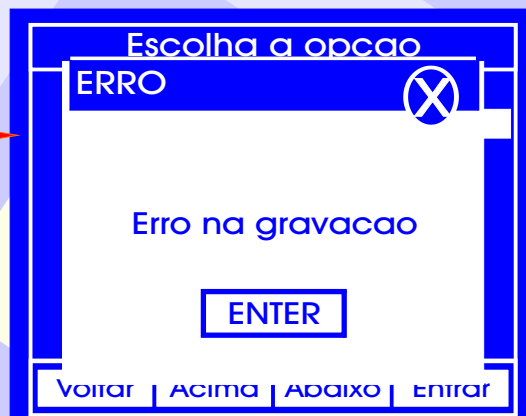 Escolha a opcao
ERRO X
Erro na gravacao
ENTER
Voltar Acima Abaixo Entrar